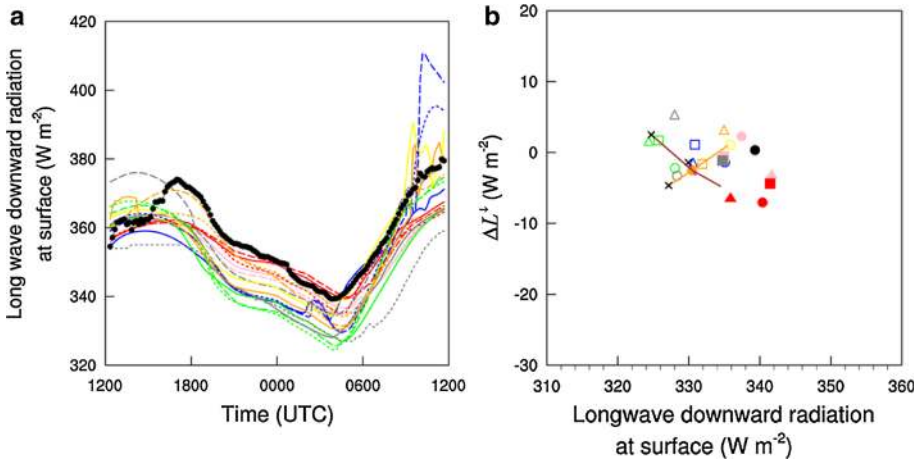 a
Long wave downward radiation
at surface (W m⁻²)
420
400
380
360
340
320
1200 1800 0000 0600 1200
Time (UTC)
b
ΔL↓ (W m⁻²)
20
10
0
-10
-20
-30
310 320 330 340 350 360
Longwave downward radiation
at surface (W m⁻²)